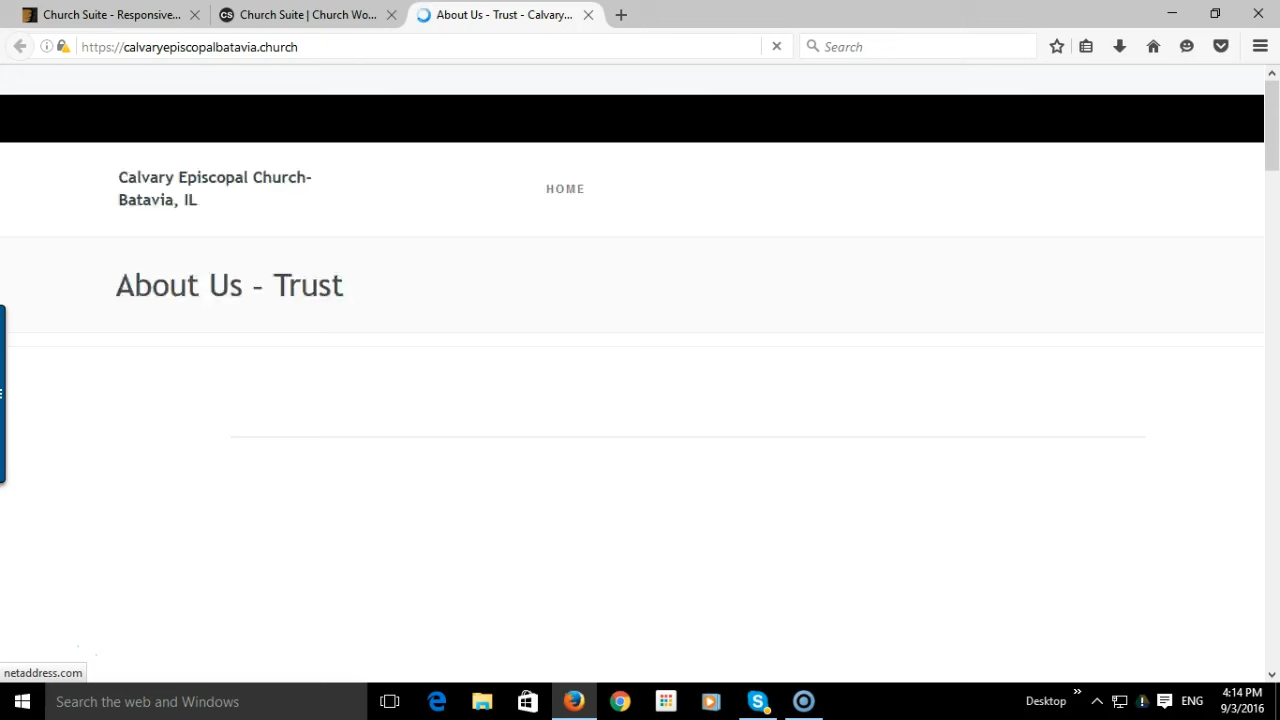 Church Suite - Responsive...
Church Suite | Church Wo...
About Us - Trust - Calvary...
https://calvaryepiscopalbatavia.church
Search
Calvary Episcopal Church-
Batavia, IL
HOME
About Us - Trust
netaddress.com
Search the web and Windows
Desktop
ENG
4:14 PM
9/3/2016